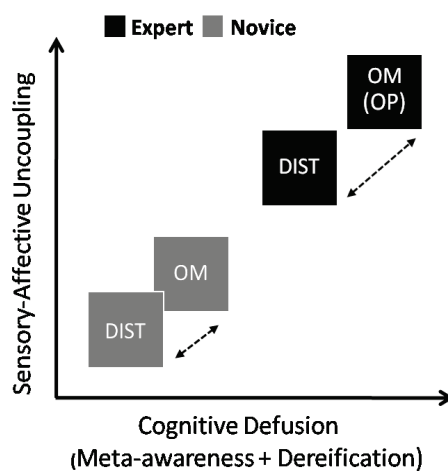 Expert Novice
OM
(OP)
DIST
OM
DIST
Sensory-Affective Uncoupling
Cognitive Defusion
(Meta-awareness + Dereification)